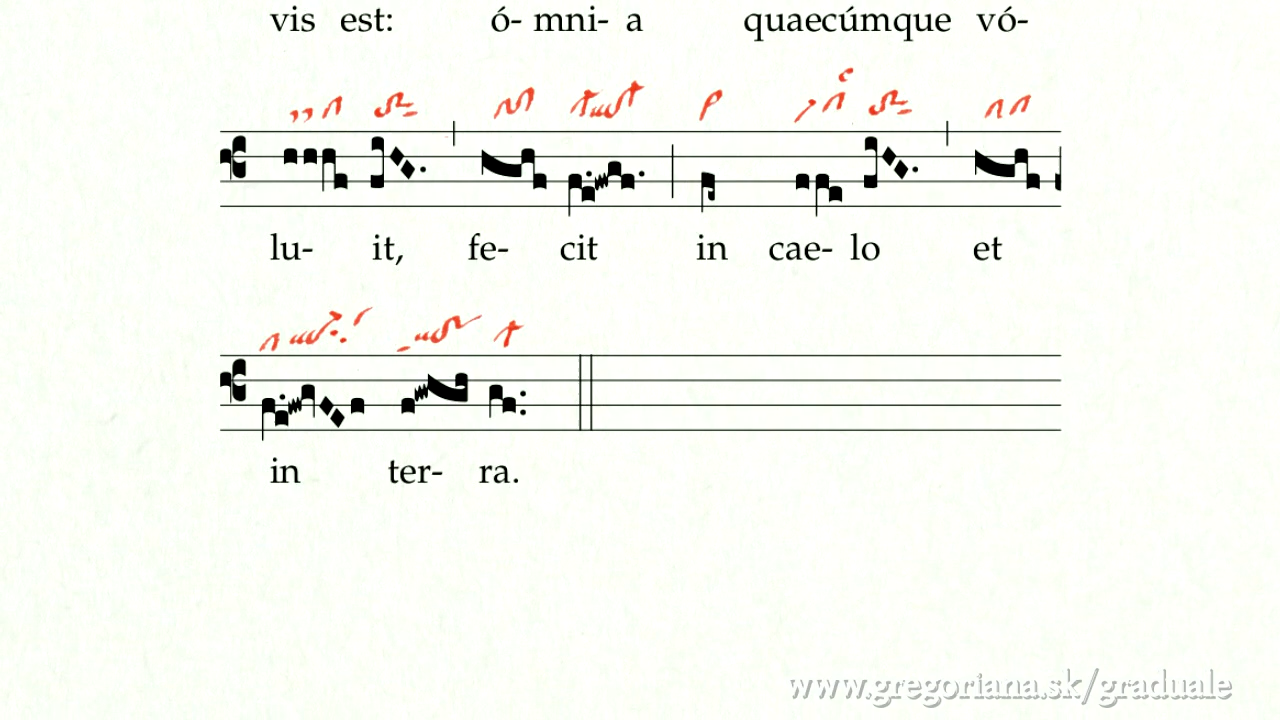 vis est: ó- mni- a quaecúmque vó-
lu- it, fe- cit in cae- lo et
in ter- ra.
www.gregoriana.sk/graduale